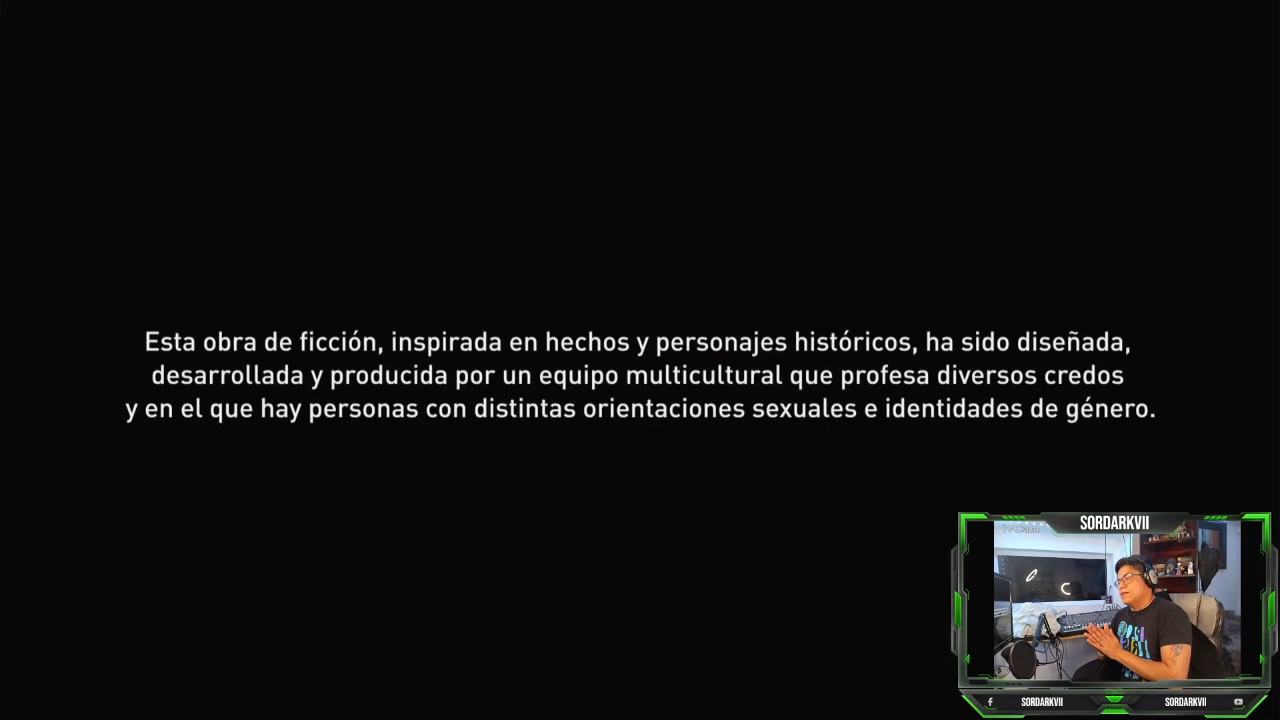 Esta obra de ficción, inspirada en hechos y personajes históricos, ha sido diseñada,
desarrollada y producida por un equipo multicultural que profesa diversos credos
y en el que hay personas con distintas orientaciones sexuales e identidades de género.
SORDARKVII
SORDARKVII
SORDARKVII